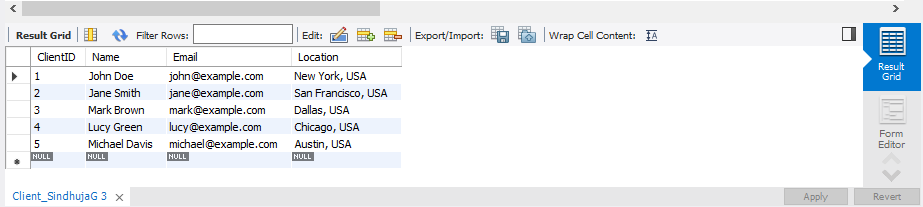 Result Grid Filter Rows: Edit: Export/Import: Wrap Cell Content: IA
ClientID Name Email Location
1 John Doe john@example.com New York, USA
2 Jane Smith jane@example.com San Francisco, USA
3 Mark Brown mark@example.com Dallas, USA
4 Lucy Green lucy@example.com Chicago, USA
5 Michael Davis michael@example.com Austin, USA
NULL NULL NULL NULL
Result
Grid
Form
Editor
Client_SindhujaG 3
Apply Revert